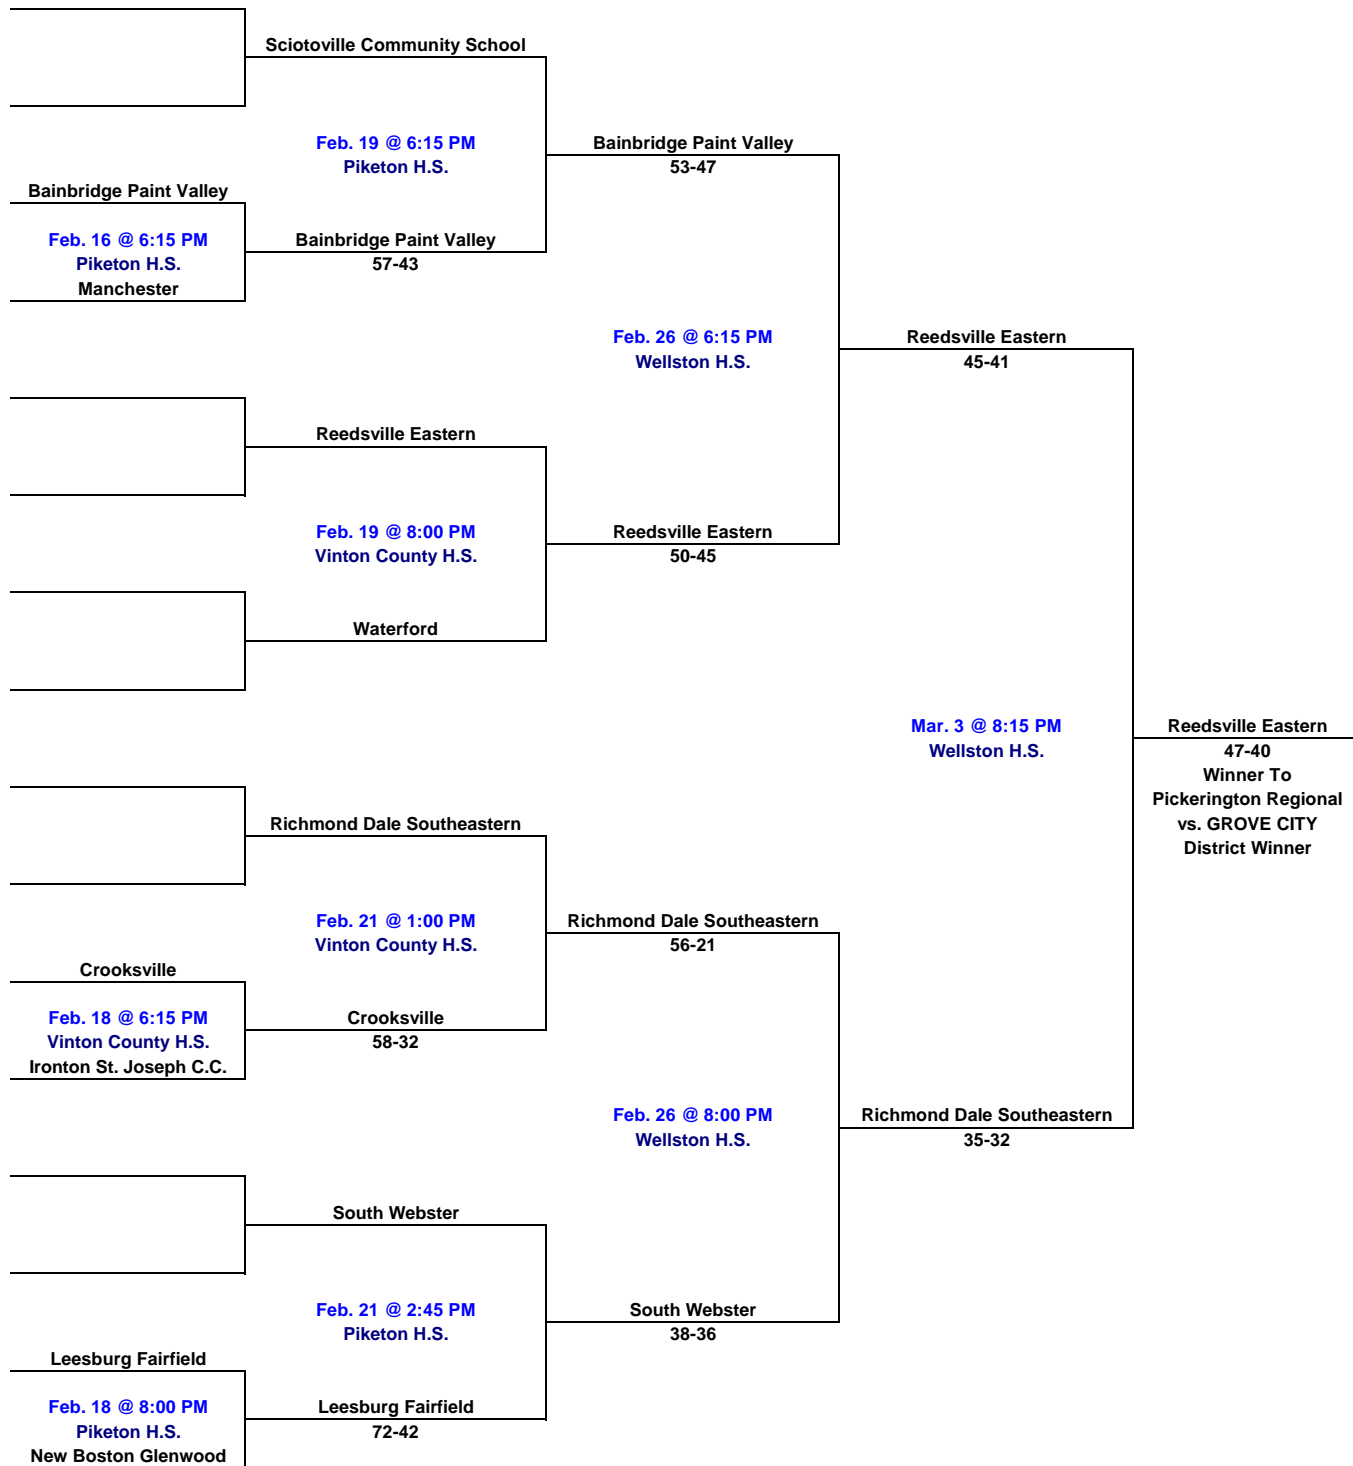 Sciotoville Community School
Feb. 19 @ 6:15 PM
Piketon H.S.
Bainbridge Paint Valley
53-47
Bainbridge Paint Valley
Feb. 16 @ 6:15 PM
Piketon H.S.
Manchester
Bainbridge Paint Valley
57-43
Feb. 26 @ 6:15 PM
Wellston H.S.
Reedsville Eastern
45-41
Reedsville Eastern
Feb. 19 @ 8:00 PM
Vinton County H.S.
Reedsville Eastern
50-45
Waterford
Mar. 3 @ 8:15 PM
Wellston H.S.
Reedsville Eastern
47-40
Winner To
Pickerington Regional
vs. GROVE CITY
District Winner
Richmond Dale Southeastern
Feb. 21 @ 1:00 PM
Vinton County H.S.
Richmond Dale Southeastern
56-21
Crooksville
Feb. 18 @ 6:15 PM
Vinton County H.S.
Ironton St. Joseph C.C.
Crooksville
58-32
Feb. 26 @ 8:00 PM
Wellston H.S.
Richmond Dale Southeastern
35-32
South Webster
Feb. 21 @ 2:45 PM
Piketon H.S.
South Webster
38-36
Leesburg Fairfield
Feb. 18 @ 8:00 PM
Piketon H.S.
New Boston Glenwood
Leesburg Fairfield
72-42